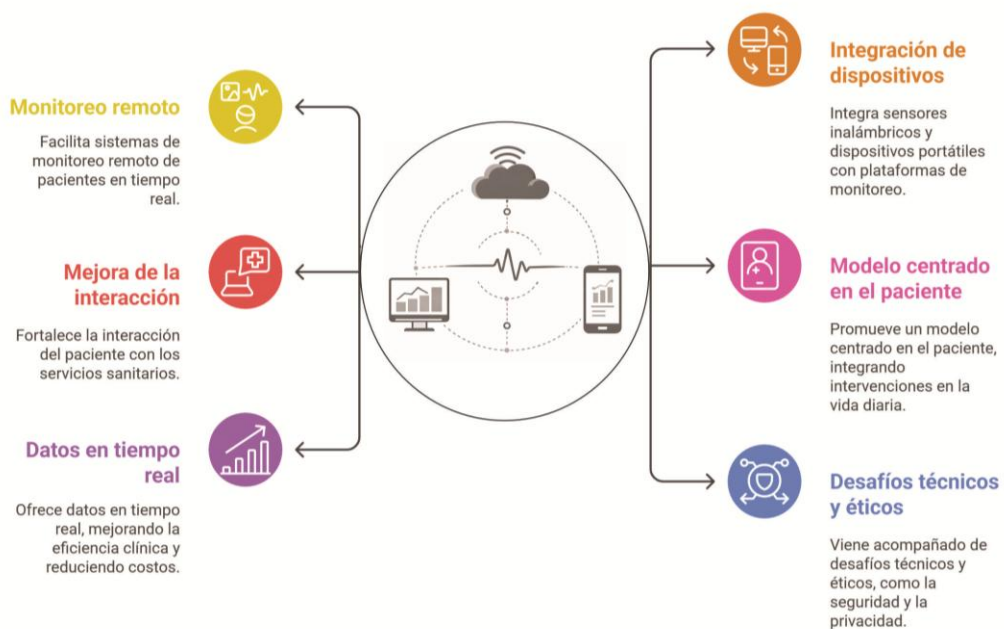 Monitoreo remoto
Facilita sistemas de
monitoreo remoto de
pacientes en tiempo
real.
Mejora de la
interacción
Fortalece la interacción
del paciente con los
servicios sanitarios.
Datos en tiempo
real
Ofrece datos en tiempo
real, mejorando la
eficiencia clínica y
reduciendo costos.
Integración de
dispositivos
Integra sensores
inalámbricos y
dispositivos portátiles
con plataformas de
monitoreo.
Modelo centrado
en el paciente
Promueve un modelo
centrado en el paciente,
integrando
intervenciones en la
vida diaria.
Desafíos técnicos
y éticos
Viene acompañado de
desafíos técnicos y
éticos, como la
seguridad y la
privacidad.